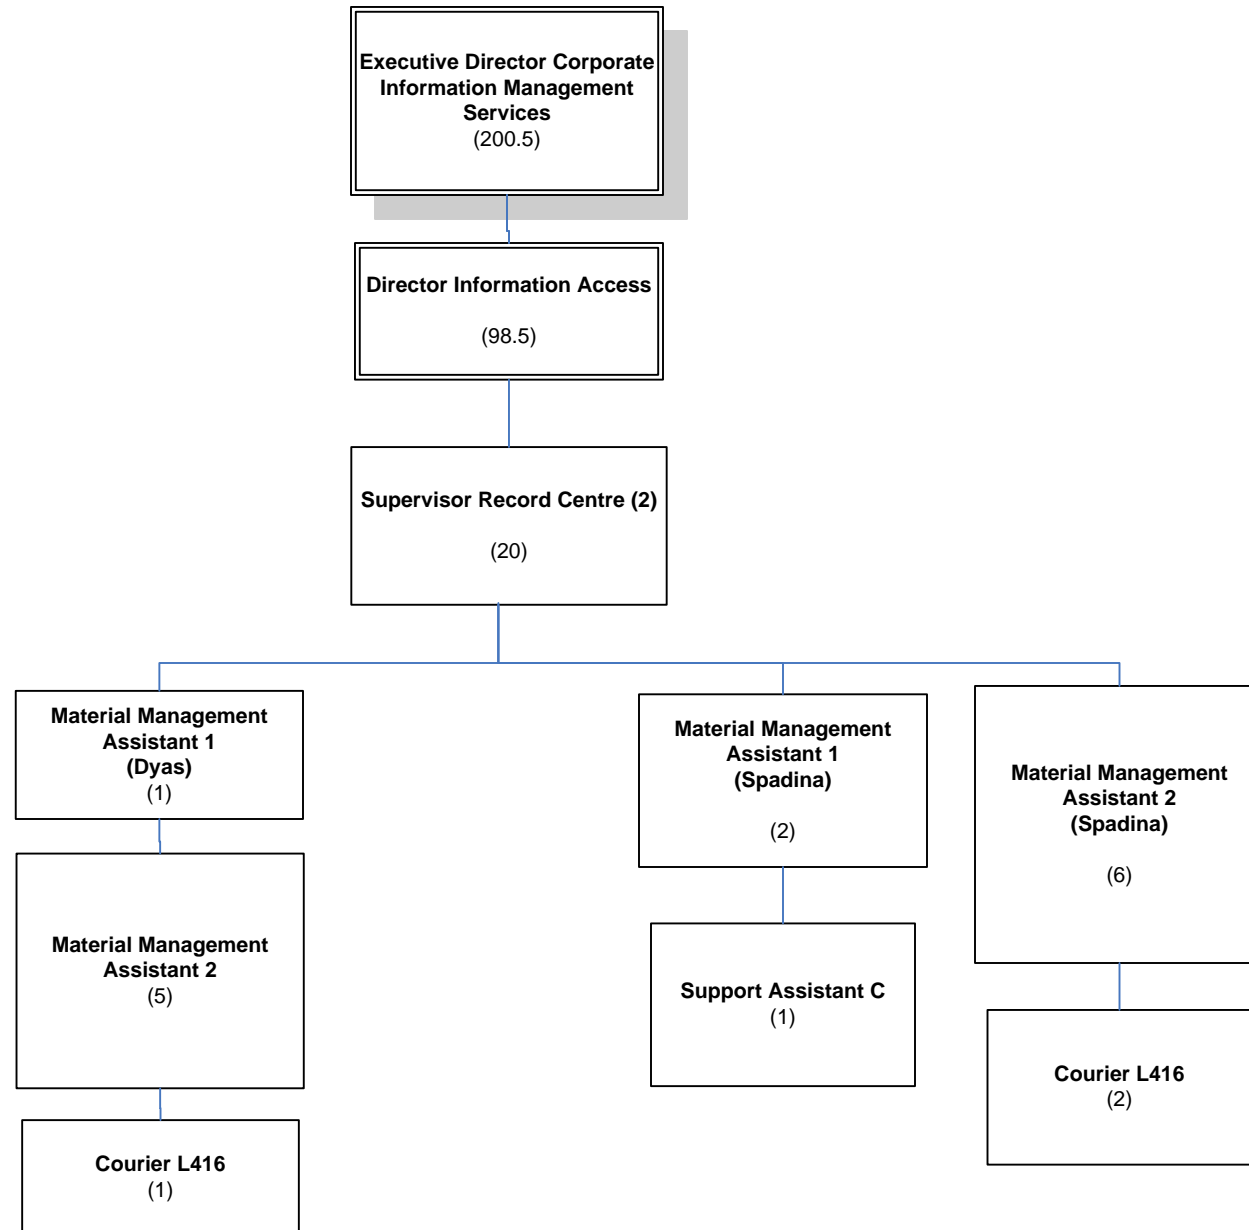 Executive Director Corporate
Information Management
Services
(200.5)
Director Information Access
(98.5)
Supervisor Record Centre (2)
(20)
Material Management
Assistant 1
(Dyas)
(1)
Material Management
Assistant 2
(5)
Courier L416
(1)
Material Management
Assistant 1
(Spadina)
(2)
Support Assistant C
(1)
Material Management
Assistant 2
(Spadina)
(6)
Courier L416
(2)